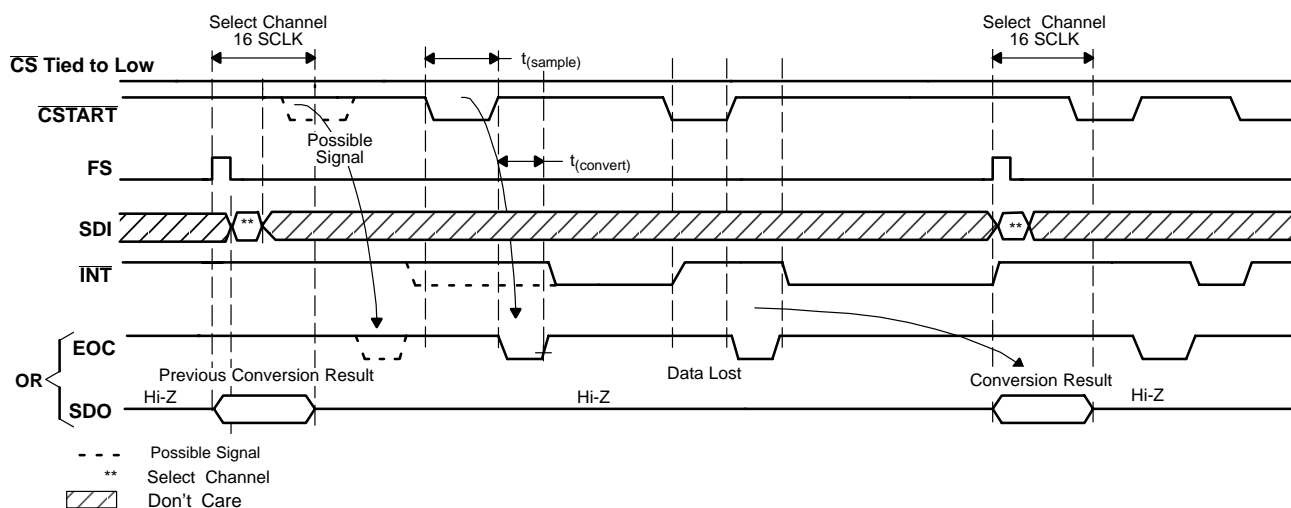 Select Channel
16 SCLK
Select Channel
16 SCLK
CS Tied to Low
t(sample)
CSTART
Possible
Signal
FS
t(convert)
SDI
**
**
INT
EOC
OR
Previous Conversion Result
Data Lost
Conversion Result
Hi-Z
Hi-Z
Hi-Z
SDO
Possible Signal
** Select Channel
Don't Care